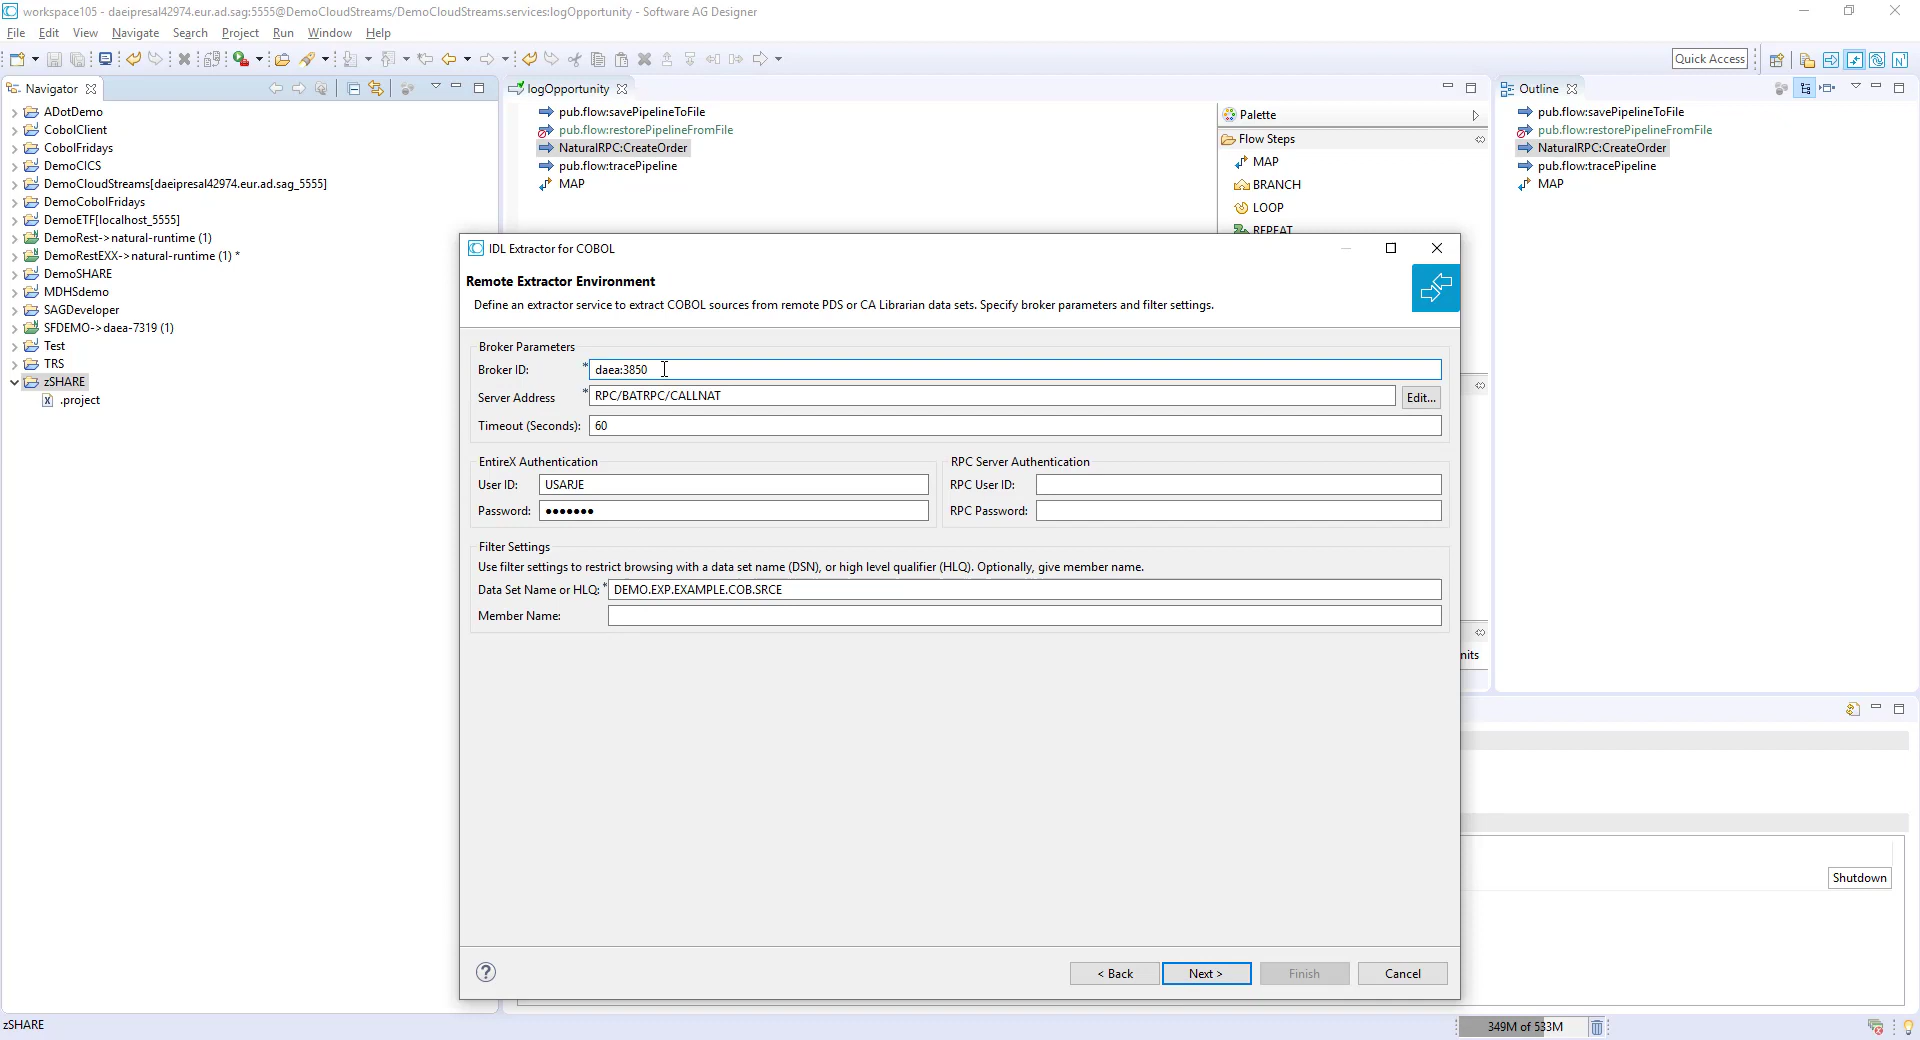 workspace105 - daeipresal42974.eur.ad.sag:5555@DemoCloudStreams/DemoCloudStreams.services:logOpportunity - Software AG Designer
File Edit View Navigate Search Project Run Window Help
Quick Access
Navigator
ADotDemo
CobolClient
CobolFridays
DemoCICS
DemoCloudStreams[daeipresal42974.eur.ad.sag_5555]
DemoCobolFridays
DemoETF[localhost_5555]
DemoRest->natural-runtime (1)
DemoRestEXX->natural-runtime (1) *
DemoSHARE
MDHSdemo
SAGDeveloper
SFDEMO->daea-7319 (1)
Test
TRS
zSHARE
.project
logOpportunity
pub.flow:savePipelineToFile
pub.flow:restorePipelineFromFile
NaturalRPC:CreateOrder
pub.flow:tracePipeline
MAP
Palette
Flow Steps
MAP
BRANCH
LOOP
REPEAT
Outline
pub.flow:savePipelineToFile
pub.flow:restorePipelineFromFile
NaturalRPC:CreateOrder
pub.flow:tracePipeline
MAP
IDL Extractor for COBOL
Remote Extractor Environment
Define an extractor service to extract COBOL sources from remote PDS or CA Librarian data sets. Specify broker parameters and filter settings.
Broker Parameters
Broker ID: * daea:3850
Server Address * RPC/BATRPC/CALLNAT Edit...
Timeout (Seconds): 60
EntireX Authentication
User ID: USARJE
Password: •••••••
RPC Server Authentication
RPC User ID:
RPC Password:
Filter Settings
Use filter settings to restrict browsing with a data set name (DSN), or high level qualifier (HLQ). Optionally, give member name.
Data Set Name or HLQ: * DEMO.EXP.EXAMPLE.COB.SRCE
Member Name:
? < Back Next > Finish Cancel
nits
Shutdown
zSHARE
349M of 533M